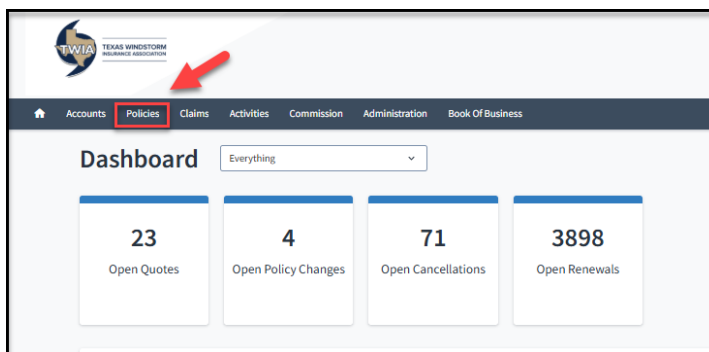 TWIA
TEXAS WINDSTORM
INSURANCE ASSOCIATION
Accounts Policies Claims Activities Commission Administration Book Of Business
Dashboard Everything
23 4 71 3898
Open Quotes Open Policy Changes Open Cancellations Open Renewals